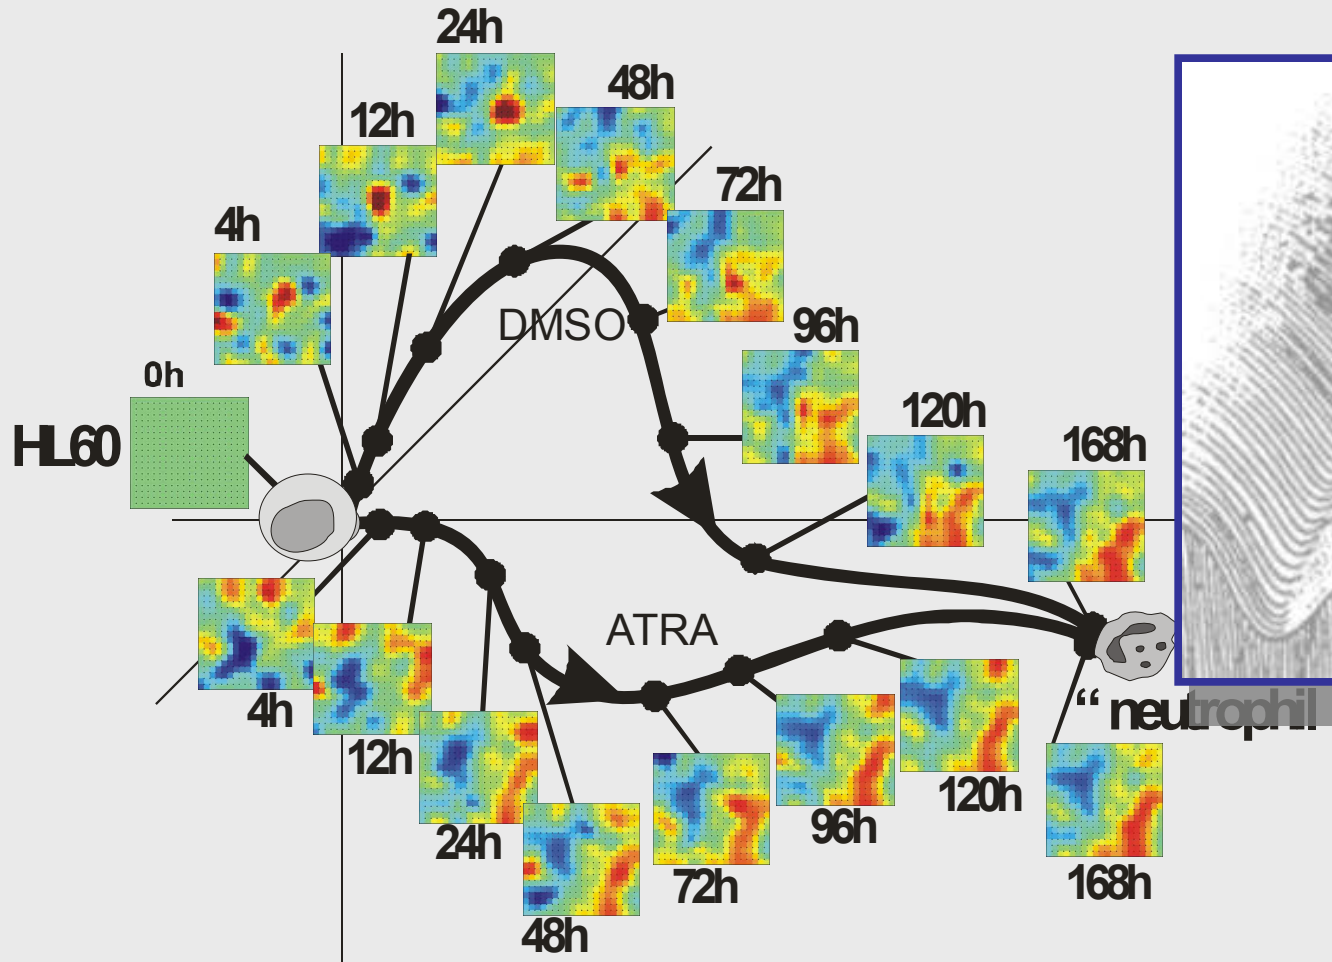 24h
48h
12h
72h
4h
96h
0h
120h
HL60
168h
DMSO
ATRA
4h
12h
24h
48h
72h
96h
120h
168h
“ neutrophil